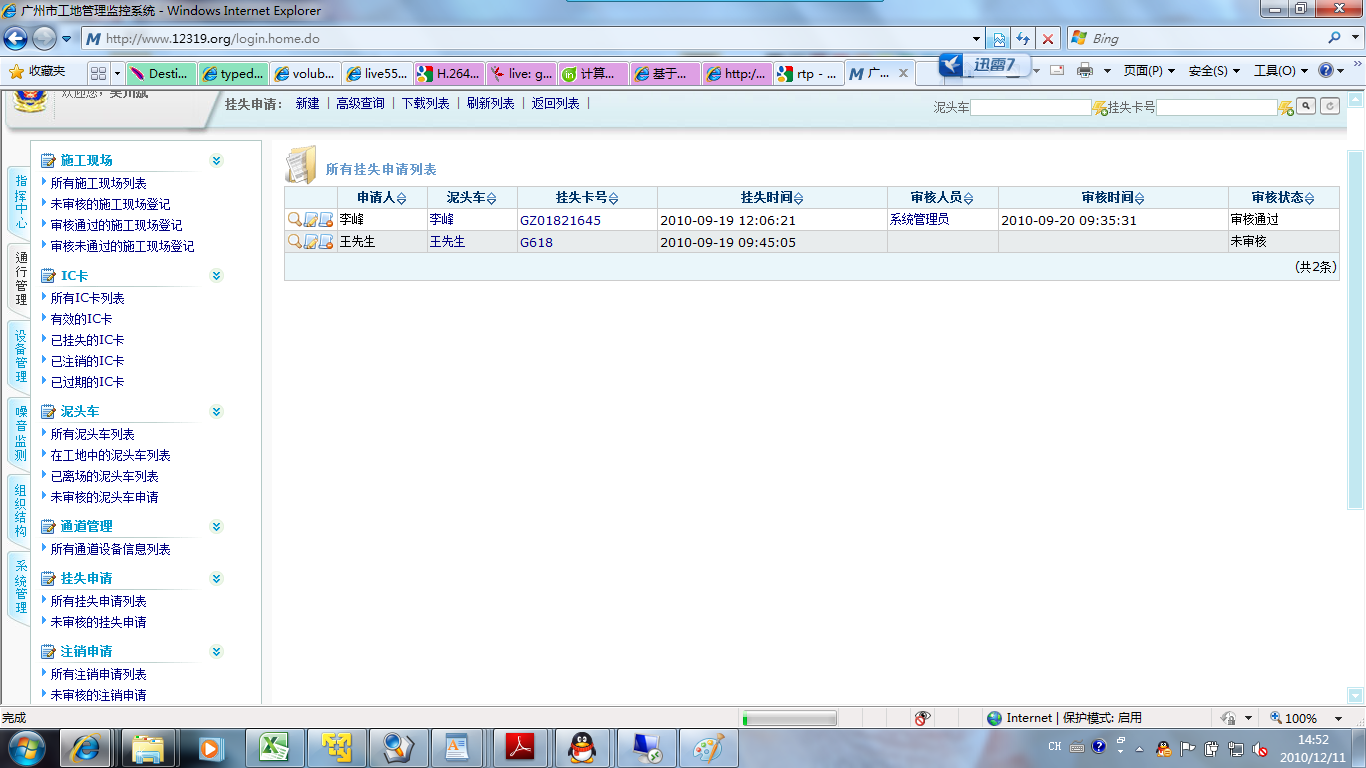 广州市工地管理监控系统 - Windows Internet Explorer
http://www.12319.org/login.home.do
Bing
收藏夹
Desti...
typed...
volub...
live55...
H.264...
live: g...
计算...
基于...
http:/...
rtp - ...
广...
迅雷7
页面(P)
安全(S)
工具(O)
挂失申请: 新建 | 高级查询 | 下载列表 | 刷新列表 | 返回列表 |
泥头车
挂失卡号
指挥中心
通行管理
设备管理
噪音监测
组织结构
系统管理
施工现场
所有施工现场列表
未审核的施工现场登记
审核通过的施工现场登记
审核未通过的施工现场登记
IC卡
所有IC卡列表
有效的IC卡
已挂失的IC卡
已注销的IC卡
已过期的IC卡
泥头车
所有泥头车列表
在工地中的泥头车列表
已离场的泥头车列表
未审核的泥头车申请
通道管理
所有通道设备信息列表
挂失申请
所有挂失申请列表
未审核的挂失申请
注销申请
所有注销申请列表
未审核的注销申请
所有挂失申请列表
申请人 泥头车 挂失卡号 挂失时间 审核人员 审核时间 审核状态
李峰 李峰 GZ01821645 2010-09-19 12:06:21 系统管理员 2010-09-20 09:35:31 审核通过
王先生 王先生 G618 2010-09-19 09:45:05 未审核
(共2条)
完成
Internet | 保护模式: 启用
100%
CH
14:52
2010/12/11